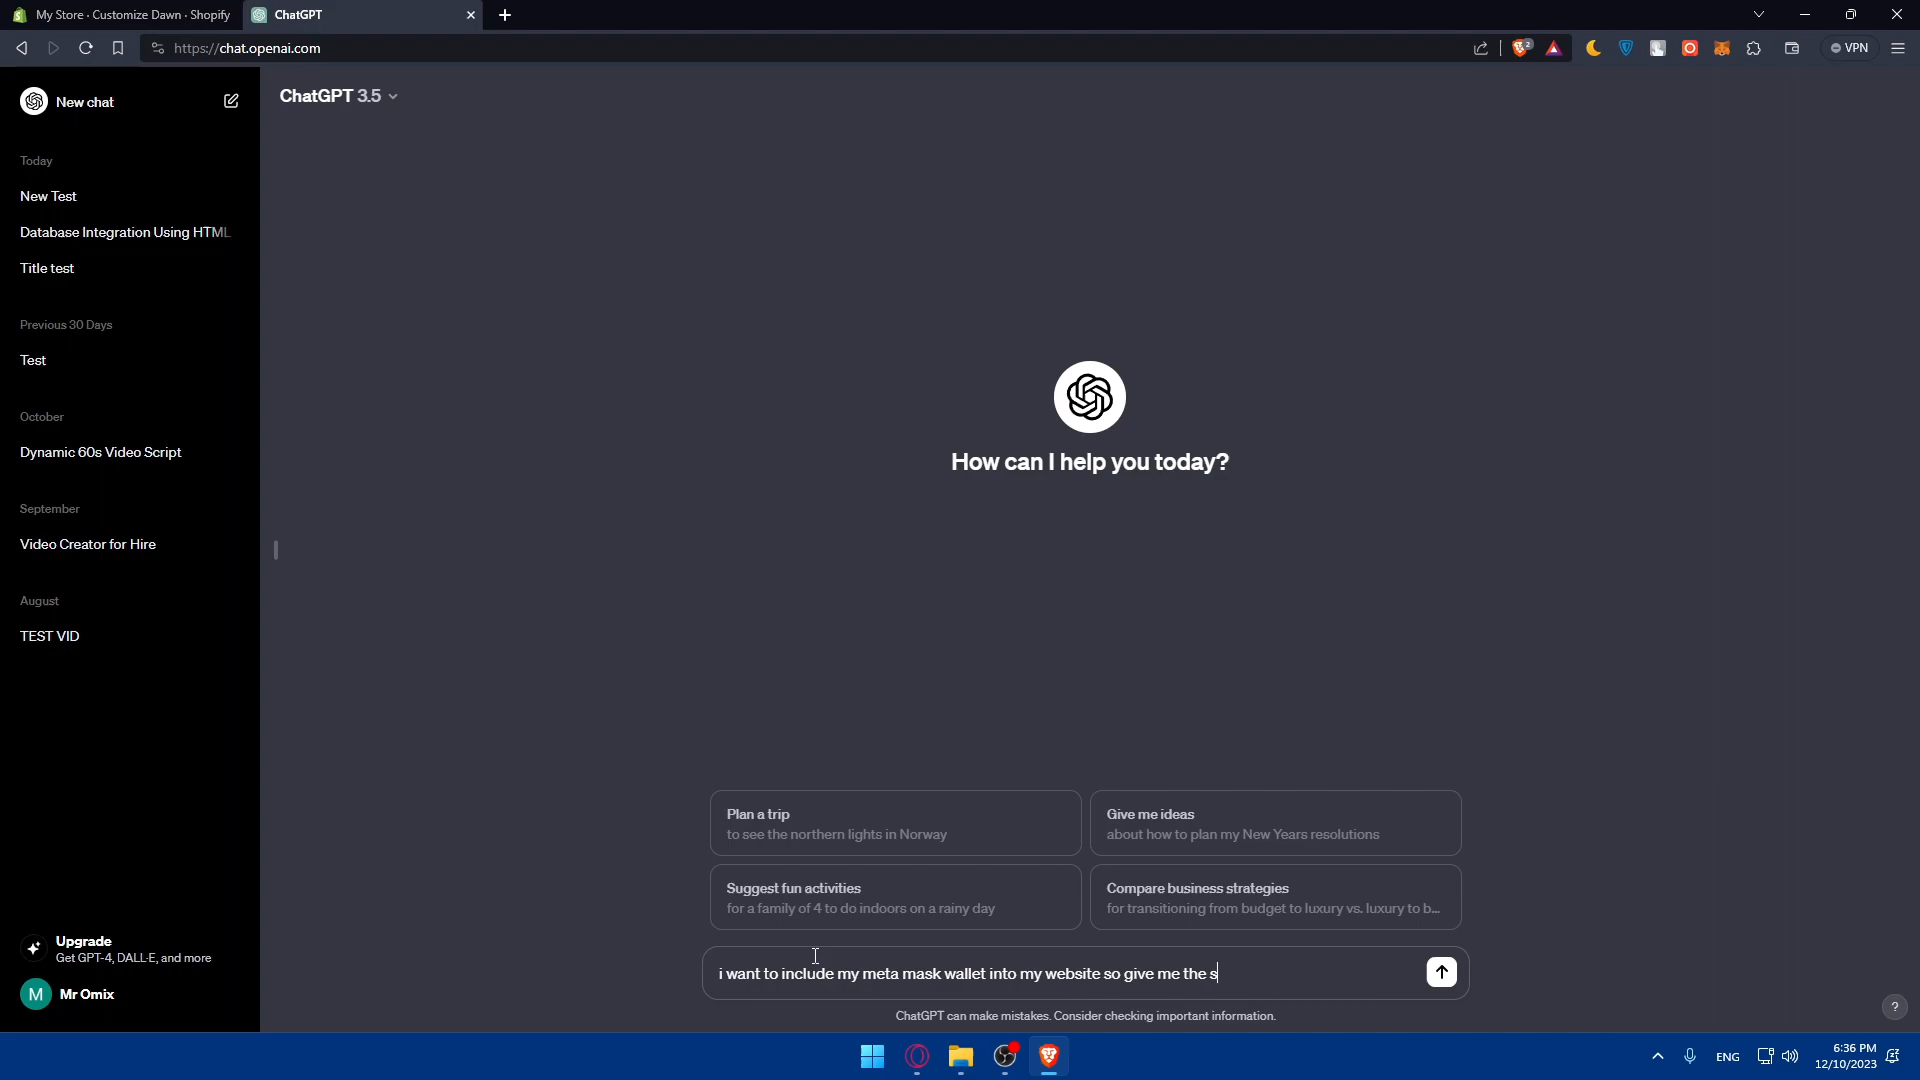 My Store · Customize Dawn · Shopify
ChatGPT
https://chat.openai.com
2
VPN
New chat
ChatGPT 3.5
Today
New Test
Database Integration Using HTML
Title test
Previous 30 Days
Test
October
Dynamic 60s Video Script
September
Video Creator for Hire
August
TEST VID
How can I help you today?
Plan a trip
to see the northern lights in Norway
Give me ideas
about how to plan my New Years resolutions
Suggest fun activities
for a family of 4 to do indoors on a rainy day
Compare business strategies
for transitioning from budget to luxury vs. luxury to b...
Upgrade
Get GPT-4, DALL·E, and more
M
Mr Omix
i want to include my meta mask wallet into my website so give me the s
ChatGPT can make mistakes. Consider checking important information.
?
ENG
6:36 PM
12/10/2023